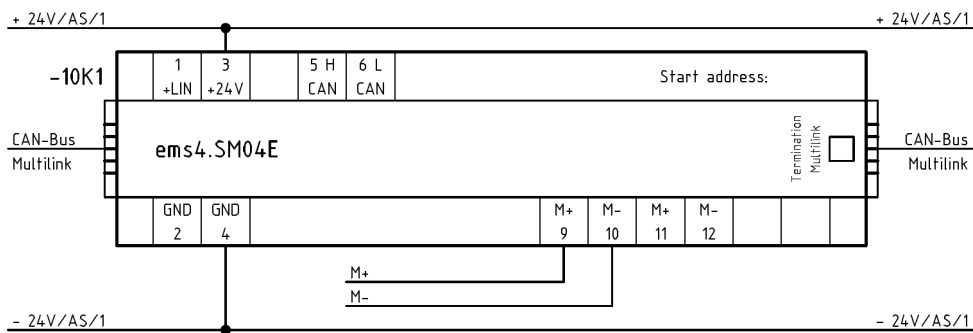 + 24V/AS/1 + 24V/AS/1
-10K1
1 3 5 H 6 L
+LIN +24V CAN CAN
Start address:
CAN-Bus
Multilink
ems4.SM04E
Termination
Multilink
CAN-Bus
Multilink
GND GND M+ M- M+ M-
2 4 9 10 11 12
M+
M-
- 24V/AS/1 - 24V/AS/1